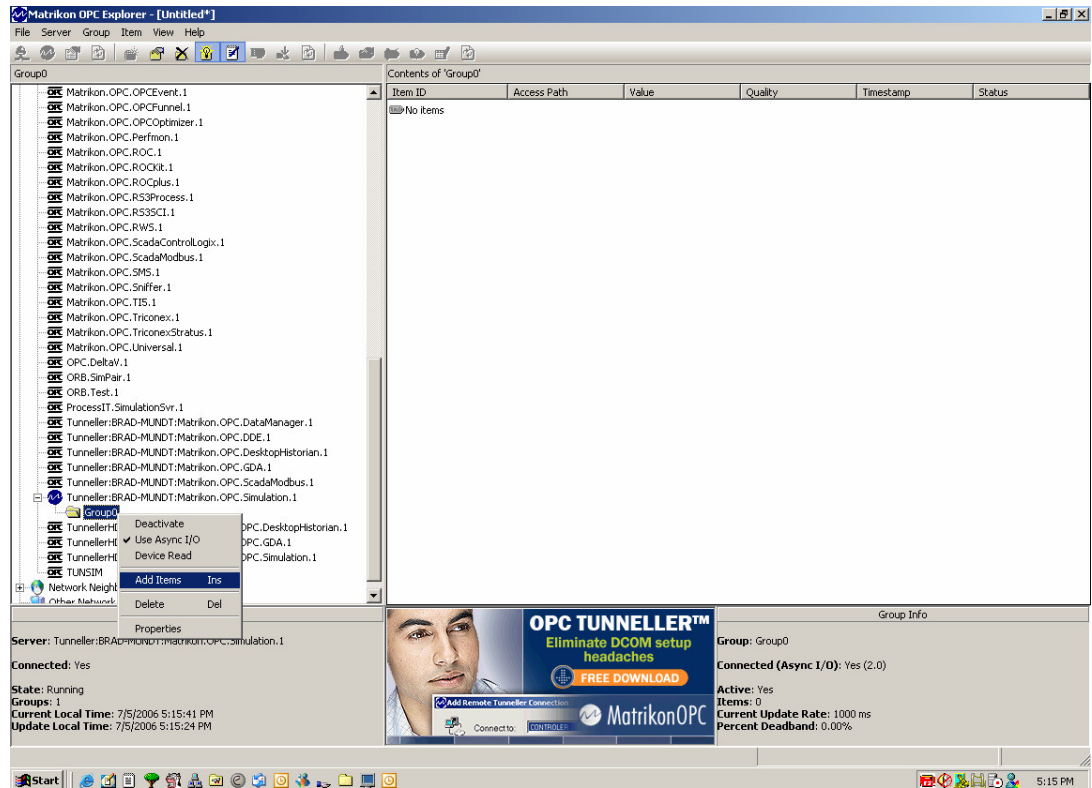 Matrikon OPC Explorer - [Untitled*]
File Server Group Item View Help
Group0
Contents of 'Group0'
Item ID Access Path Value Quality Timestamp Status
No items
Matrikon.OPC.OPCEvent.1
Matrikon.OPC.OPCFunnel.1
Matrikon.OPC.OPCOptimizer.1
Matrikon.OPC.Perfmon.1
Matrikon.OPC.ROC.1
Matrikon.OPC.ROCKit.1
Matrikon.OPC.ROCplus.1
Matrikon.OPC.RS3Process.1
Matrikon.OPC.RS3SCI.1
Matrikon.OPC.RWS.1
Matrikon.OPC.ScadaControlLogix.1
Matrikon.OPC.ScadaModbus.1
Matrikon.OPC.SMS.1
Matrikon.OPC.Sniffer.1
Matrikon.OPC.TI5.1
Matrikon.OPC.Triconex.1
Matrikon.OPC.TriconexStratus.1
Matrikon.OPC.Universal.1
OPC.DeltaV.1
ORB.SimPair.1
ORB.Test.1
ProcessIT.SimulationSvr.1
Tunneller:BRAD-MUNDT:Matrikon.OPC.DataManager.1
Tunneller:BRAD-MUNDT:Matrikon.OPC.DDE.1
Tunneller:BRAD-MUNDT:Matrikon.OPC.DesktopHistorian.1
Tunneller:BRAD-MUNDT:Matrikon.OPC.GDA.1
Tunneller:BRAD-MUNDT:Matrikon.OPC.ScadaModbus.1
Tunneller:BRAD-MUNDT:Matrikon.OPC.Simulation.1
Group0
TunnellerH OPC.DesktopHistorian.1
TunnellerH OPC.GDA.1
TunnellerH OPC.Simulation.1
TUNSIM
Network Neighb
Other Network
Deactivate
Use Async I/O
Device Read
Add Items Ins
Delete Del
Properties
Server: Tunneller:BRAD-MUNDT:Matrikon.OPC.Simulation.1
Connected: Yes
State: Running
Groups: 1
Current Local Time: 7/5/2006 5:15:41 PM
Update Local Time: 7/5/2006 5:15:24 PM
OPC TUNNELLER™
Eliminate DCOM setup
headaches
FREE DOWNLOAD
Add Remote Tunneller Connection
Connect to: CONTROLER
MatrikonOPC
Group Info
Group: Group0
Connected (Async I/O): Yes (2.0)
Active: Yes
Items: 0
Current Update Rate: 1000 ms
Percent Deadband: 0.00%
Start
5:15 PM